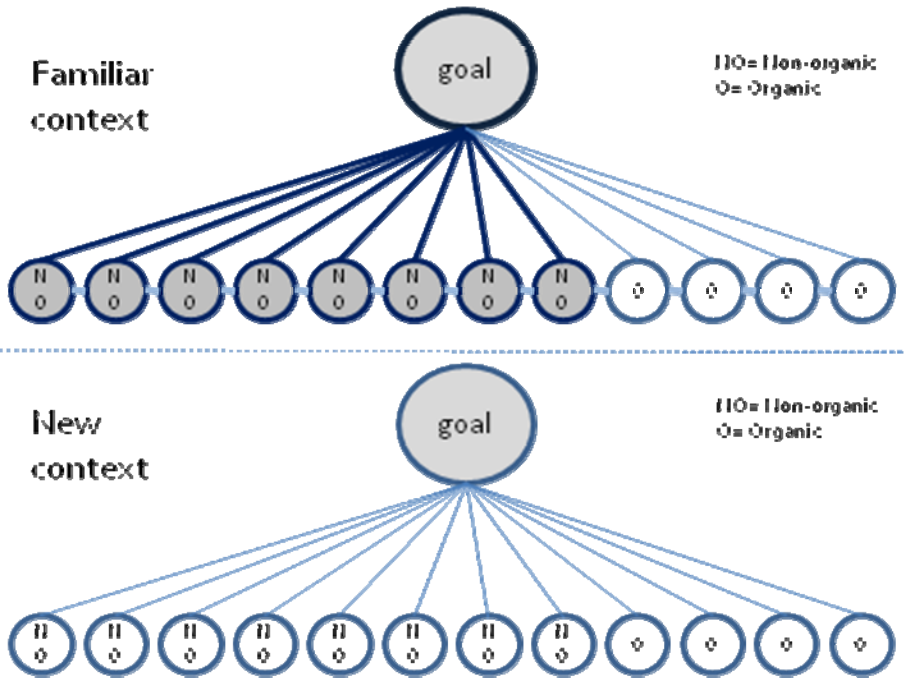 goal
Familiar
context
NO= Non-organic
O= Organic
N N N N N N N N
O O O O O O O O O O O O
goal
New
context
NO= Non-organic
O= Organic
N N N N N N N N
O O O O O O O O O O O O